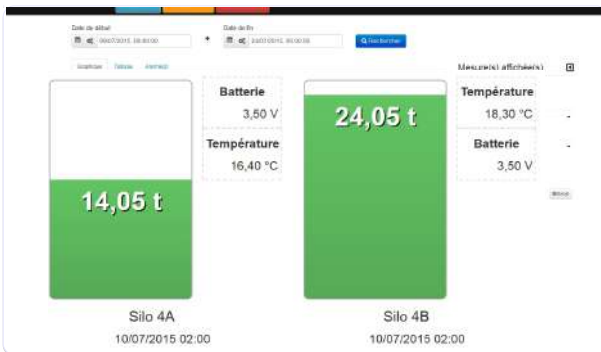 Date de début
Date de fin
Rechercher
Graphique Tableau
Mesure(s) affichée(s)
Batterie
3,50 V
Température
16,40 °C
14,05 t
24,05 t
Température
18,30 °C
Batterie
3,50 V
Silo 4A
10/07/2015 02:00
Silo 4B
10/07/2015 02:00